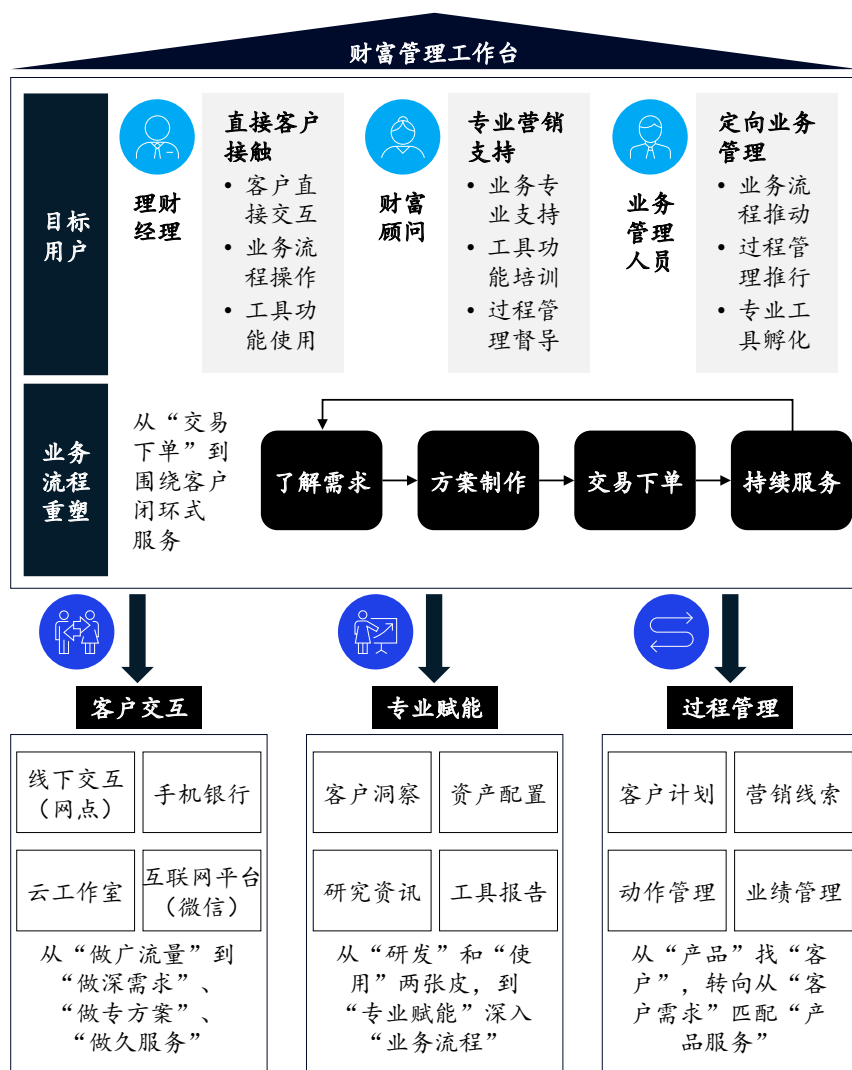 财富管理工作台
目标
用户
理财
经理
直接客户
接触
• 客户直
接交互
• 业务流
程操作
• 工具功
能使用
财富
顾问
专业营销
支持
• 业务专
业支持
• 工具功
能培训
• 过程管
理督导
业务
管理
人员
定向业务
管理
• 业务流
程推动
• 过程管
理推行
• 专业工
具孵化
业务
流程
重塑
从“交易
下单”到
围绕客户
闭环式
服务
了解需求
方案制作
交易下单
持续服务
客户交互
线下交互
（网点）
手机银行
云工作室
互联网平台
（微信）
从“做广流量”到
“做深需求”、
“做专方案”、
“做久服务”
专业赋能
客户洞察
资产配置
研究资讯
工具报告
从“研发”和“使
用”两张皮，到
“专业赋能”深入
“业务流程”
过程管理
客户计划
营销线索
动作管理
业绩管理
从“产品”找“客
户”，转向从“客
户需求”匹配“产
品服务”